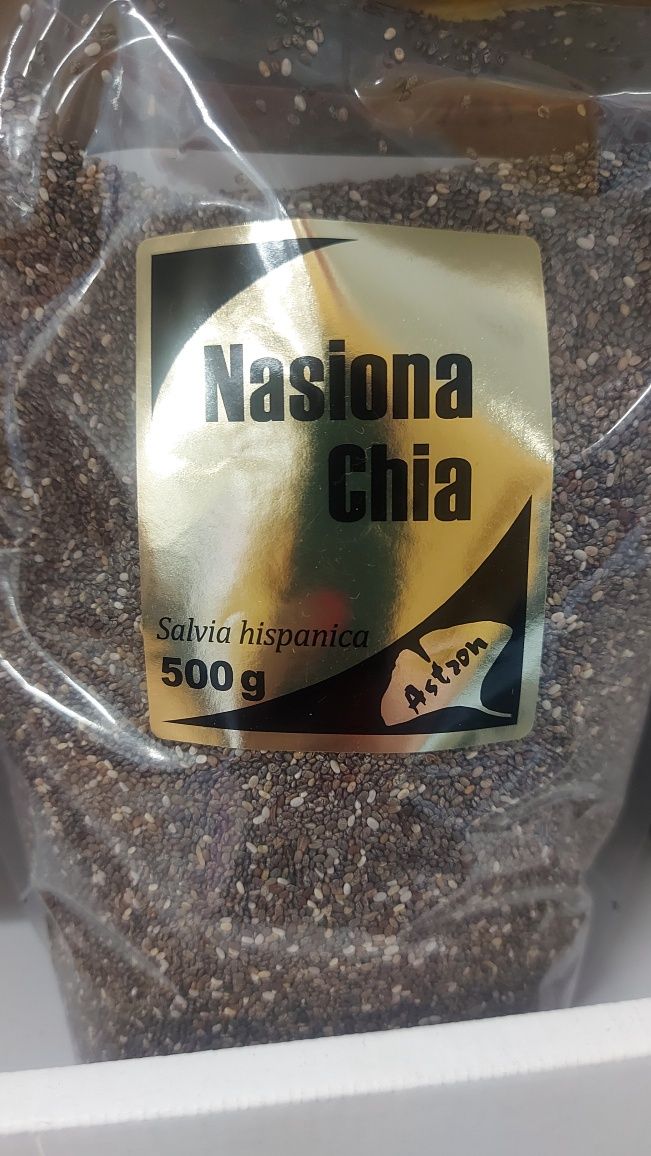 Nasiona
Chia
Salvia hispanica
500 g
Astron